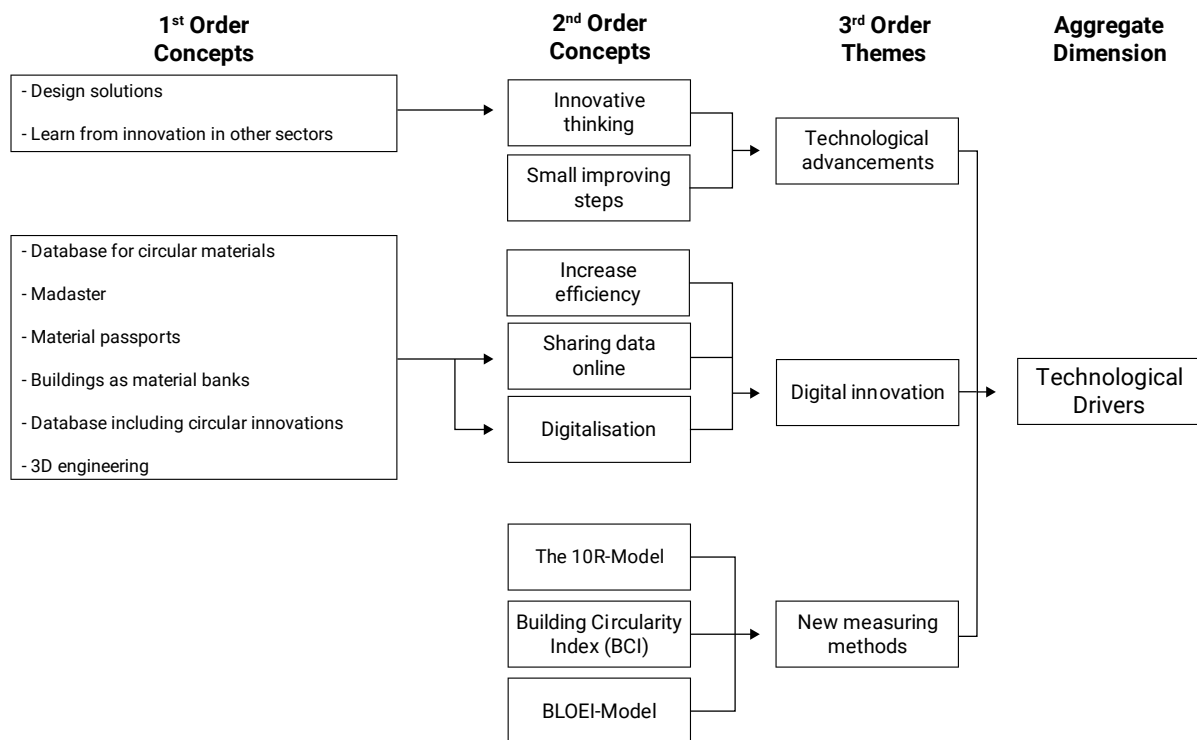 1st Order
Concepts
2nd Order
Concepts
3rd Order
Themes
Aggregate
Dimension
- Design solutions
- Learn from innovation in other sectors
Innovative
thinking
Small improving
steps
Technological
advancements
- Database for circular materials
- Madaster
- Material passports
- Buildings as material banks
- Database including circular innovations
- 3D engineering
Increase
efficiency
Sharing data
online
Digitalisation
Digital innovation
Technological
Drivers
The 10R-Model
Building Circularity
Index (BCI)
BLOEI-Model
New measuring
methods